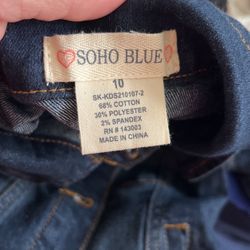 SOHO BLUE
10
SK-KDS210107-2
68% COTTON
30% POLYESTER
2% SPANDEX
RN # 143003
MADE IN CHINA